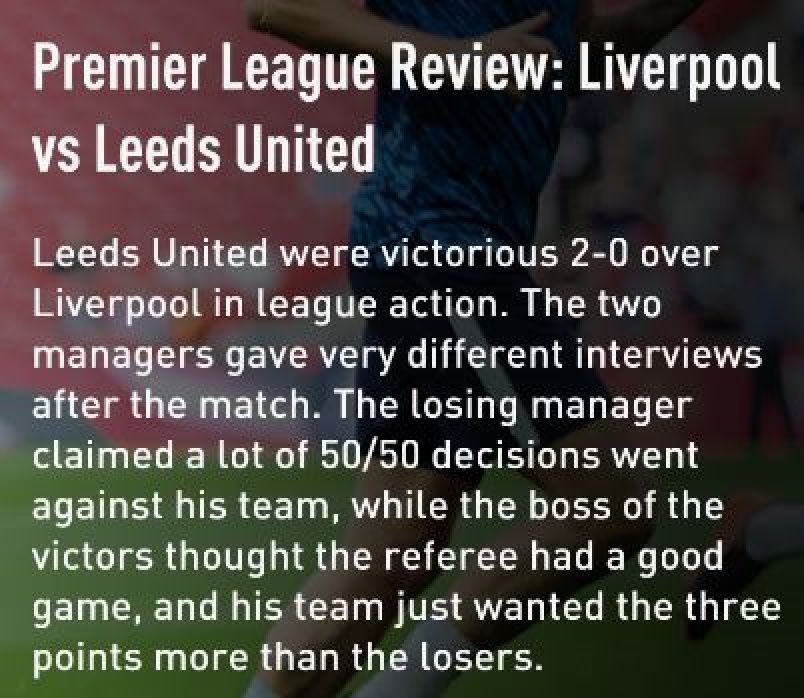 Premier League Review: Liverpool
vs Leeds United
Leeds United were victorious 2-0 over
Liverpool in league action. The two
managers gave very different interviews
after the match. The losing manager
claimed a lot of 50/50 decisions went
against his team, while the boss of the
victors thought the referee had a good
game, and his team just wanted the three
points more than the losers.